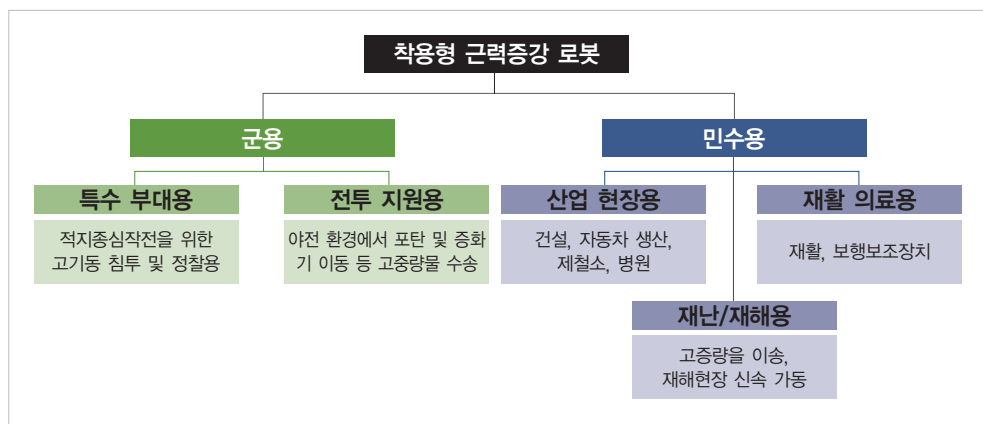 착용형 근력증강 로봇
군용
민수용
특수 부대용
전투 지원용
산업 현장용
재활 의료용
적지종심작전을 위한
고기동 침투 및 정찰용
야전 환경에서 포탄 및 중화
기 이동 등 고중량물 수송
건설, 자동차 생산,
제철소, 병원
재활, 보행보조장치
재난/재해용
고중량을 이송,
재해현장 신속 가동